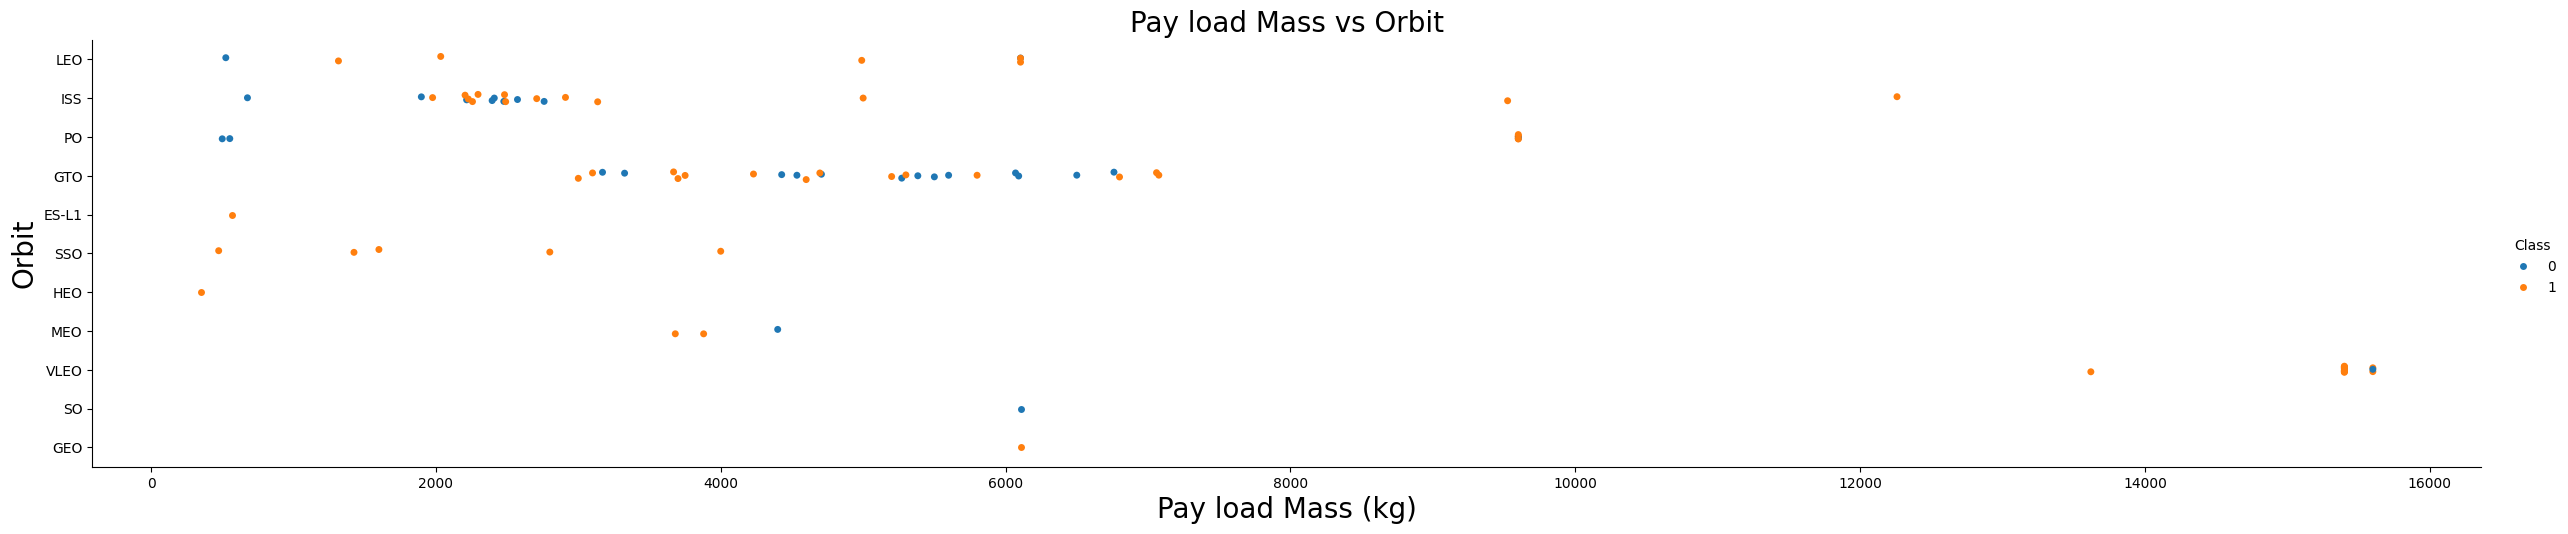 Pay load Mass vs Orbit
Orbit
LEO
ISS
PO
GTO
ES-L1
SSO
HEO
MEO
VLEO
SO
GEO
0 2000 4000 6000 8000 10000 12000 14000 16000
Pay load Mass (kg)
Class
0
1